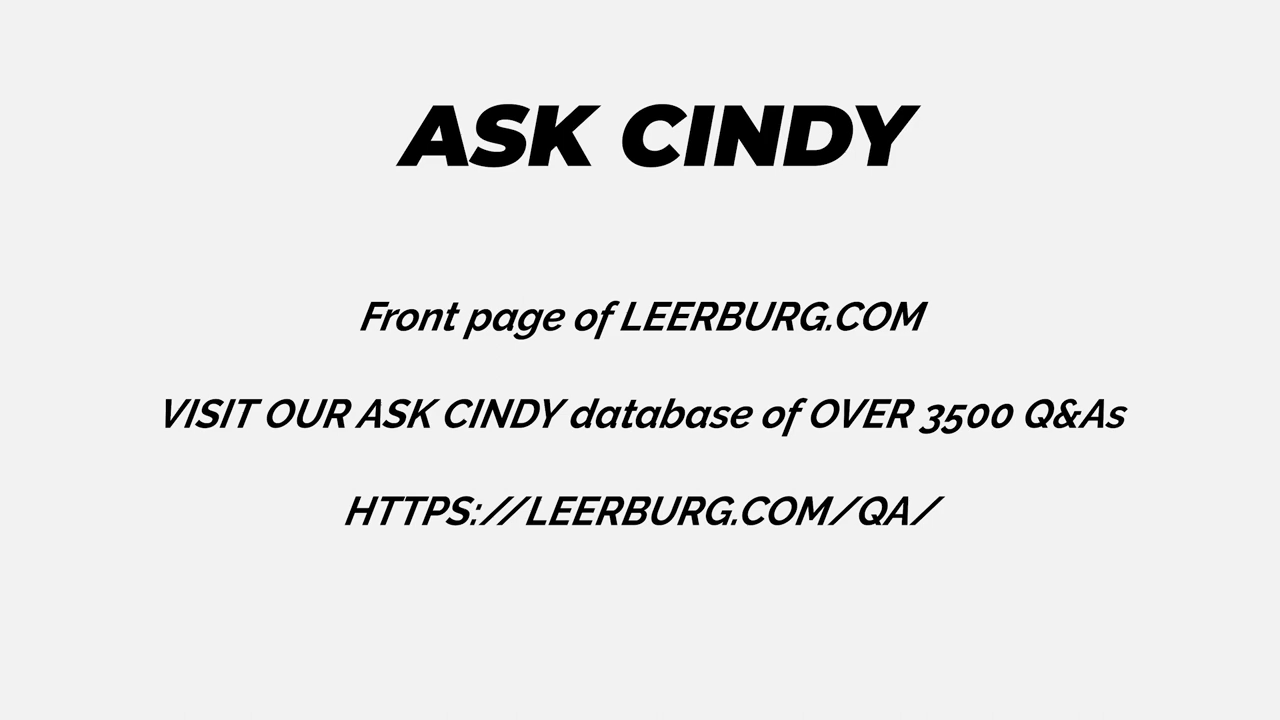 ASK CINDY
Front page of LEERBURG.COM
VISIT OUR ASK CINDY database of OVER 3500 Q&As
HTTPS://LEERBURG.COM/QA/